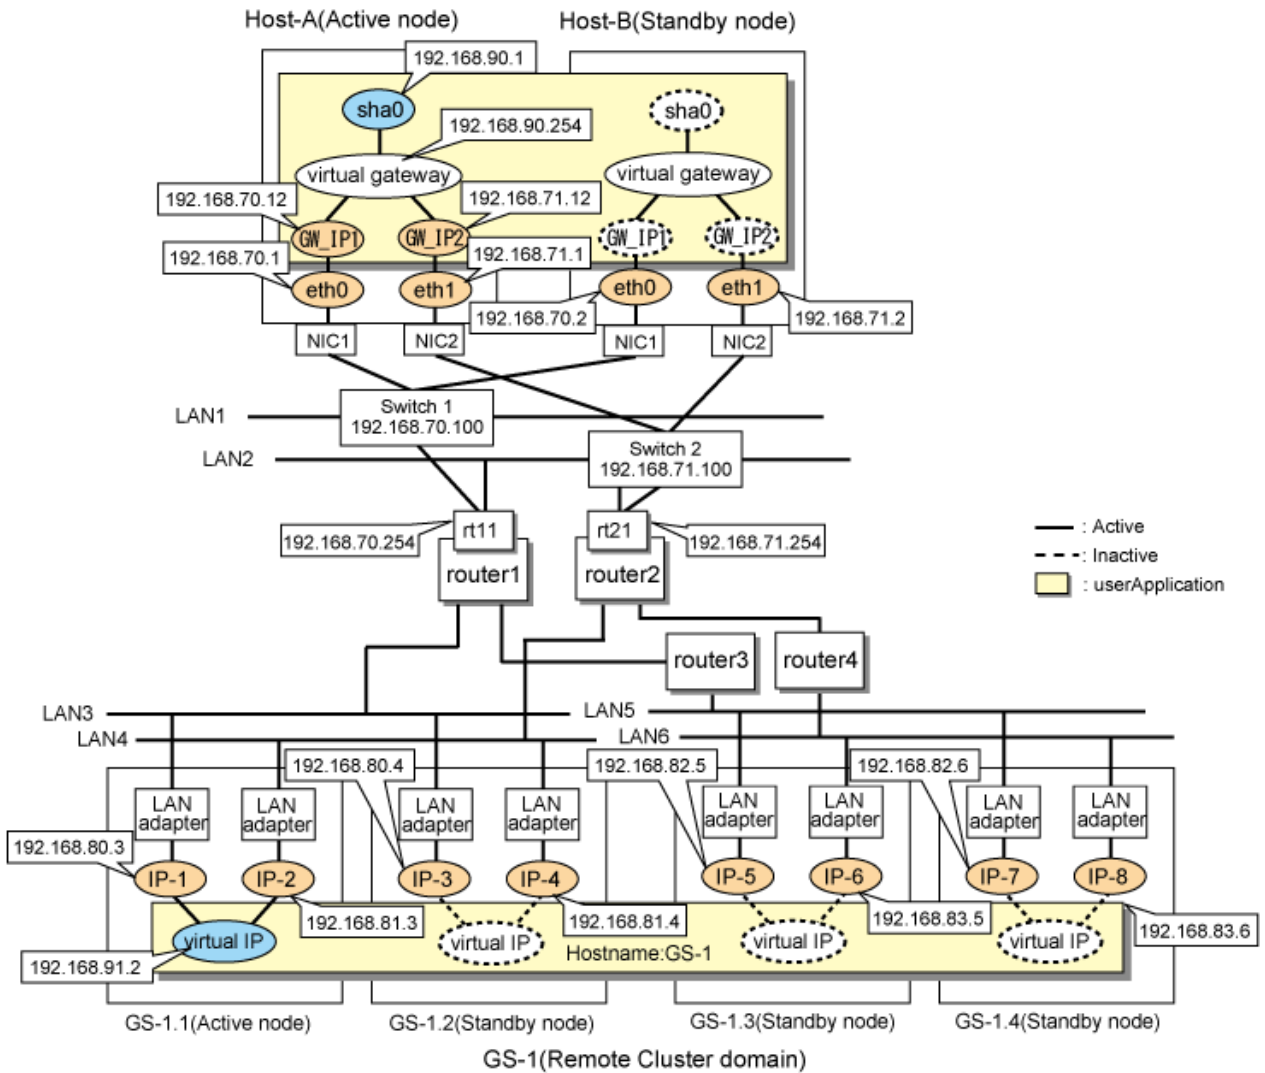 Host-A(Active node)
Host-B(Standby node)
192.168.90.1
sha0
sha0
192.168.90.254
virtual gateway
virtual gateway
192.168.70.12
192.168.71.12
GW_IP1
GW_IP2
GW_IP1
GW_IP2
192.168.70.1
192.168.71.1
eth0
eth1
eth0
eth1
192.168.70.2
192.168.71.2
NIC1
NIC2
NIC1
NIC2
LAN1
Switch 1
192.168.70.100
LAN2
Switch 2
192.168.71.100
192.168.70.254
rt11
rt21
192.168.71.254
router1
router2
: Active
: Inactive
: userApplication
router3
router4
LAN3
LAN5
LAN4
LAN6
192.168.80.4
192.168.82.5
192.168.82.6
LAN
adapter
LAN
adapter
LAN
adapter
LAN
adapter
LAN
adapter
LAN
adapter
LAN
adapter
LAN
adapter
192.168.80.3
IP-1
IP-2
IP-3
IP-4
IP-5
IP-6
IP-7
IP-8
192.168.81.3
192.168.81.4
192.168.83.5
192.168.83.6
virtual IP
virtual IP
virtual IP
virtual IP
Hostname:GS-1
192.168.91.2
GS-1.1(Active node)
GS-1.2(Standby node)
GS-1.3(Standby node)
GS-1.4(Standby node)
GS-1(Remote Cluster domain)